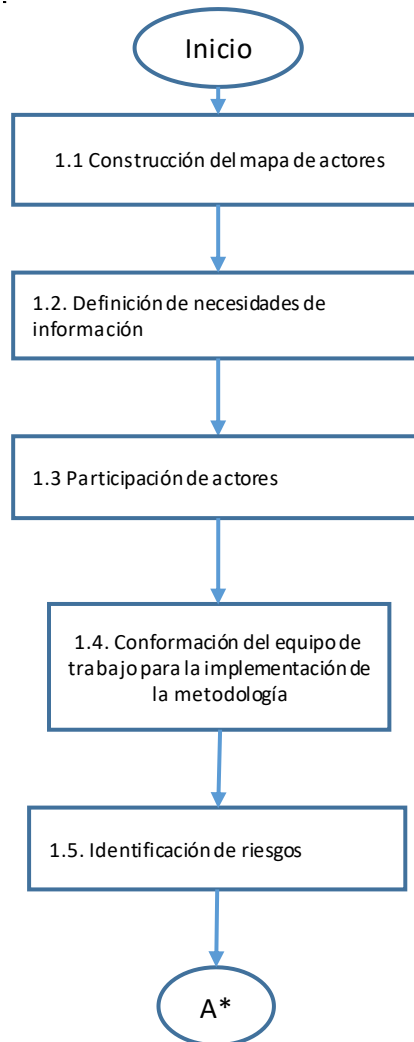 Inicio
1.1 Construcción del mapa de actores
1.2. Definición de necesidades de
información
1.3 Participación de actores
1.4. Conformación del equipo de
trabajo para la implementación de
la metodología
1.5. Identificación de riesgos
A*